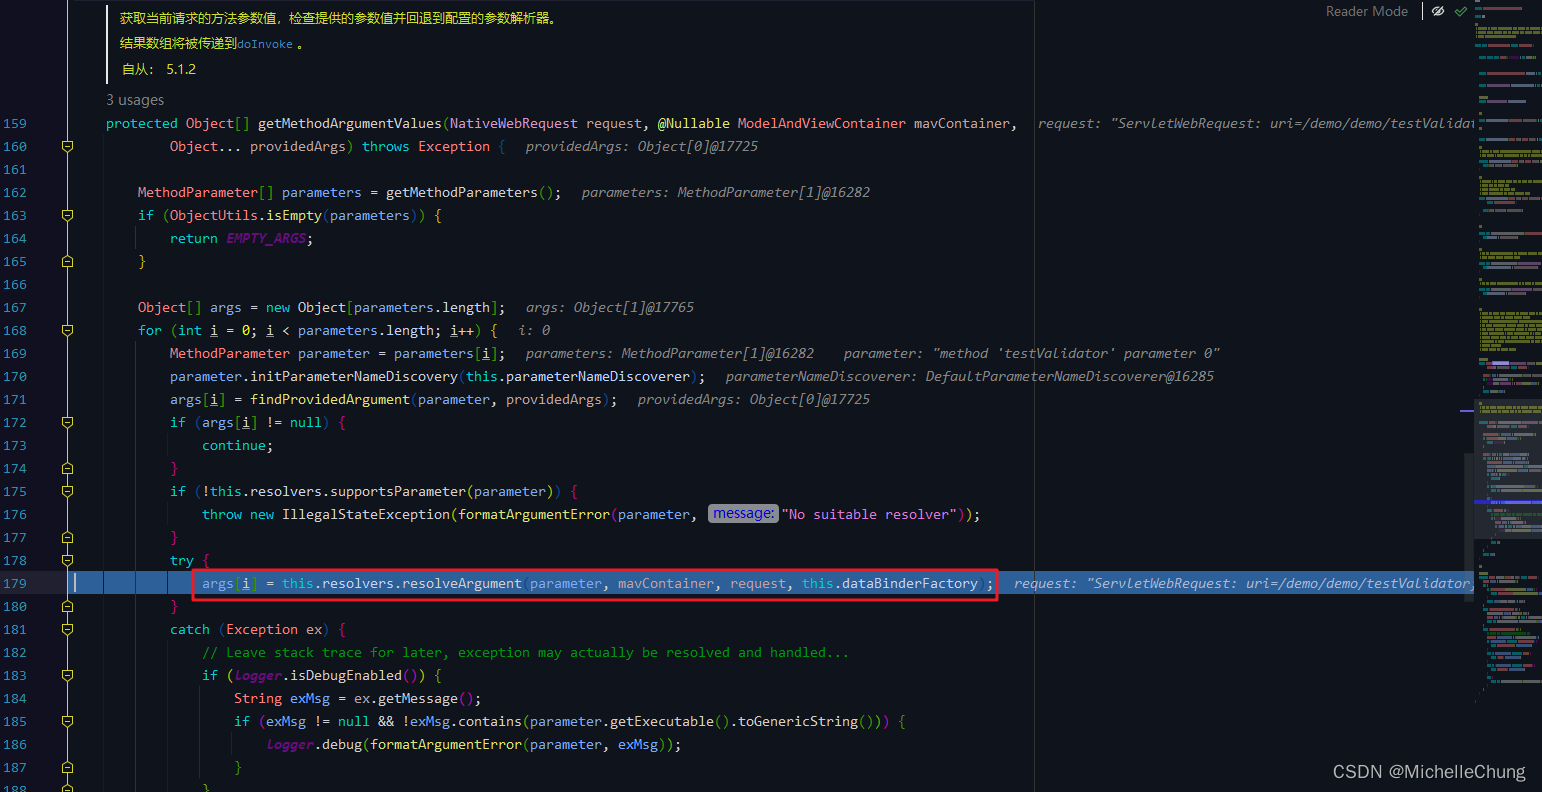 获取当前请求的方法参数值，检查提供的参数值并回退到配置的参数解析器。
Reader Mode
结果数组将被传递到doInvoke 。
自从： 5.1.2
3 usages
159 protected Object[] getMethodArgumentValues(NativeWebRequest request, @Nullable ModelAndViewContainer mavContainer, request: "ServletWebRequest: uri=/demo/demo/testValidat
160 Object... providedArgs) throws Exception { providedArgs: Object[0]@17725
161
162 MethodParameter[] parameters = getMethodParameters(); parameters: MethodParameter[1]@16282
163 if (ObjectUtils.isEmpty(parameters)) {
164 return EMPTY_ARGS;
165 }
166
167 Object[] args = new Object[parameters.length]; args: Object[1]@17765
168 for (int i = 0; i < parameters.length; i++) { i: 0
169 MethodParameter parameter = parameters[i]; parameters: MethodParameter[1]@16282 parameter: "method 'testValidator' parameter 0"
170 parameter.initParameterNameDiscovery(this.parameterNameDiscoverer); parameterNameDiscoverer: DefaultParameterNameDiscoverer@16285
171 args[i] = findProvidedArgument(parameter, providedArgs); providedArgs: Object[0]@17725
172 if (args[i] != null) {
173 continue;
174 }
175 if (!this.resolvers.supportsParameter(parameter)) {
176 throw new IllegalStateException(formatArgumentError(parameter, message: "No suitable resolver"));
177 }
178 try {
179 args[i] = this.resolvers.resolveArgument(parameter, mavContainer, request, this.dataBinderFactory); request: "ServletWebRequest: uri=/demo/demo/testValidator,
180 }
181 catch (Exception ex) {
182 // Leave stack trace for later, exception may actually be resolved and handled...
183 if (logger.isDebugEnabled()) {
184 String exMsg = ex.getMessage();
185 if (exMsg != null && !exMsg.contains(parameter.getExecutable().toGenericString())) {
186 logger.debug(formatArgumentError(parameter, exMsg));
187 }
188 }
CSDN @MichelleChung